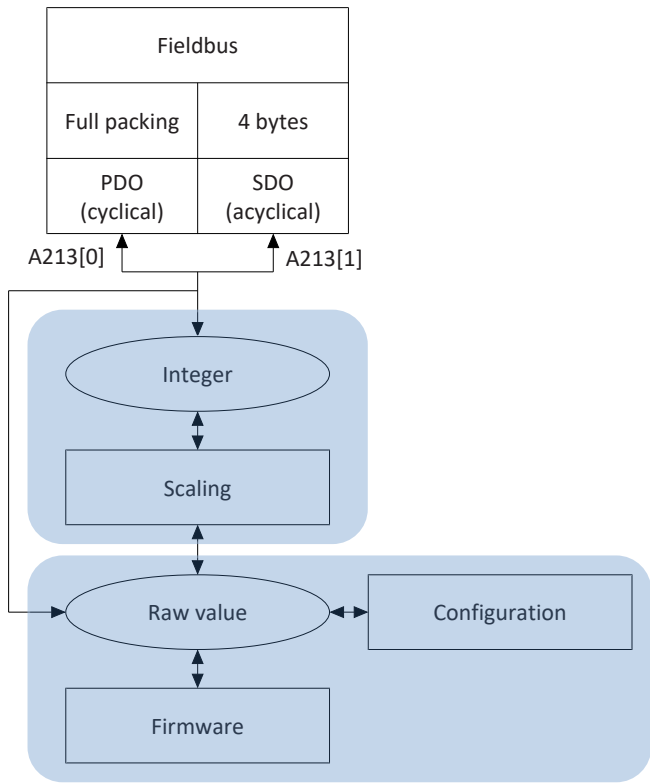 Fieldbus
Full packing
4 bytes
PDO
(cyclical)
SDO
(acyclical)
A213[0]
A213[1]
Integer
Scaling
Raw value
Configuration
Firmware